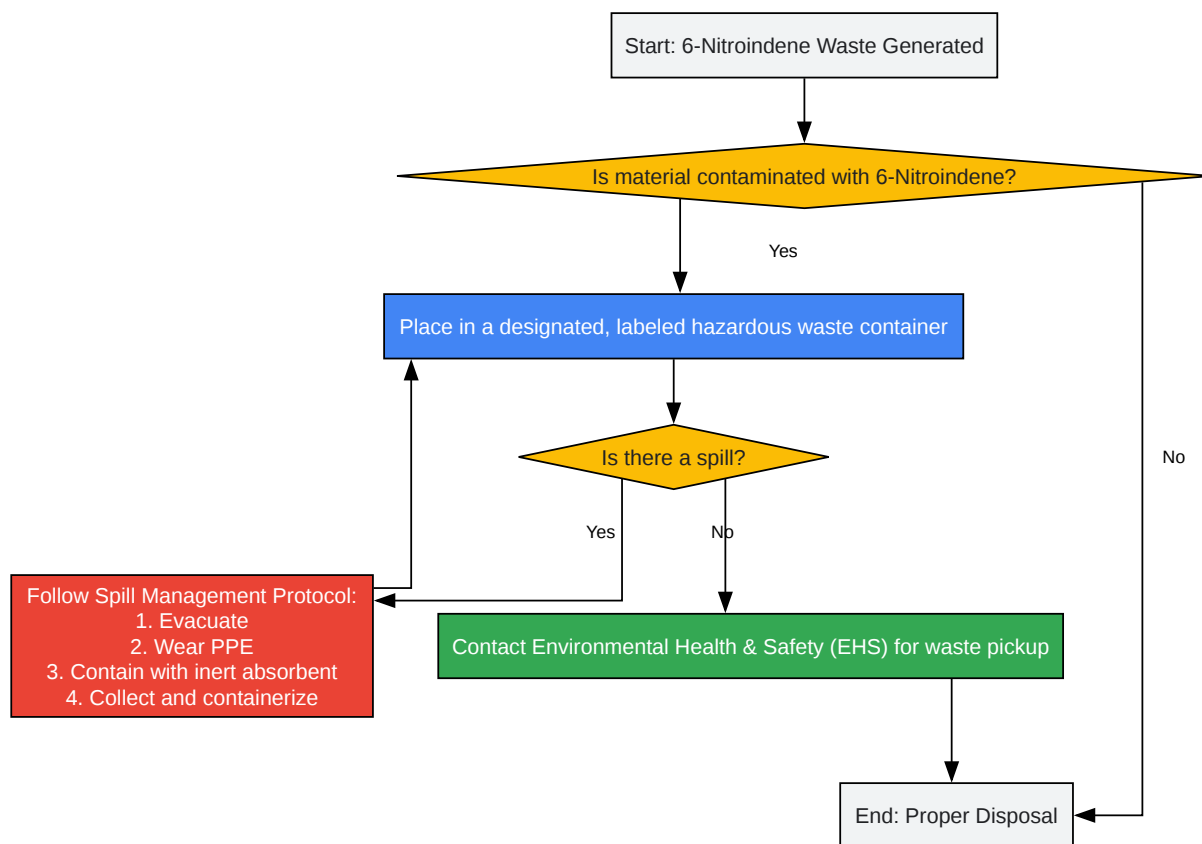 Start: 6-Nitroindene Waste Generated
Is material contaminated with 6-Nitroindene?
Yes
Place in a designated, labeled hazardous waste container
Is there a spill?
No
Yes
No
Follow Spill Management Protocol:
1. Evacuate
2. Wear PPE
3. Contain with inert absorbent
4. Collect and containerize
Contact Environmental Health & Safety (EHS) for waste pickup
End: Proper Disposal